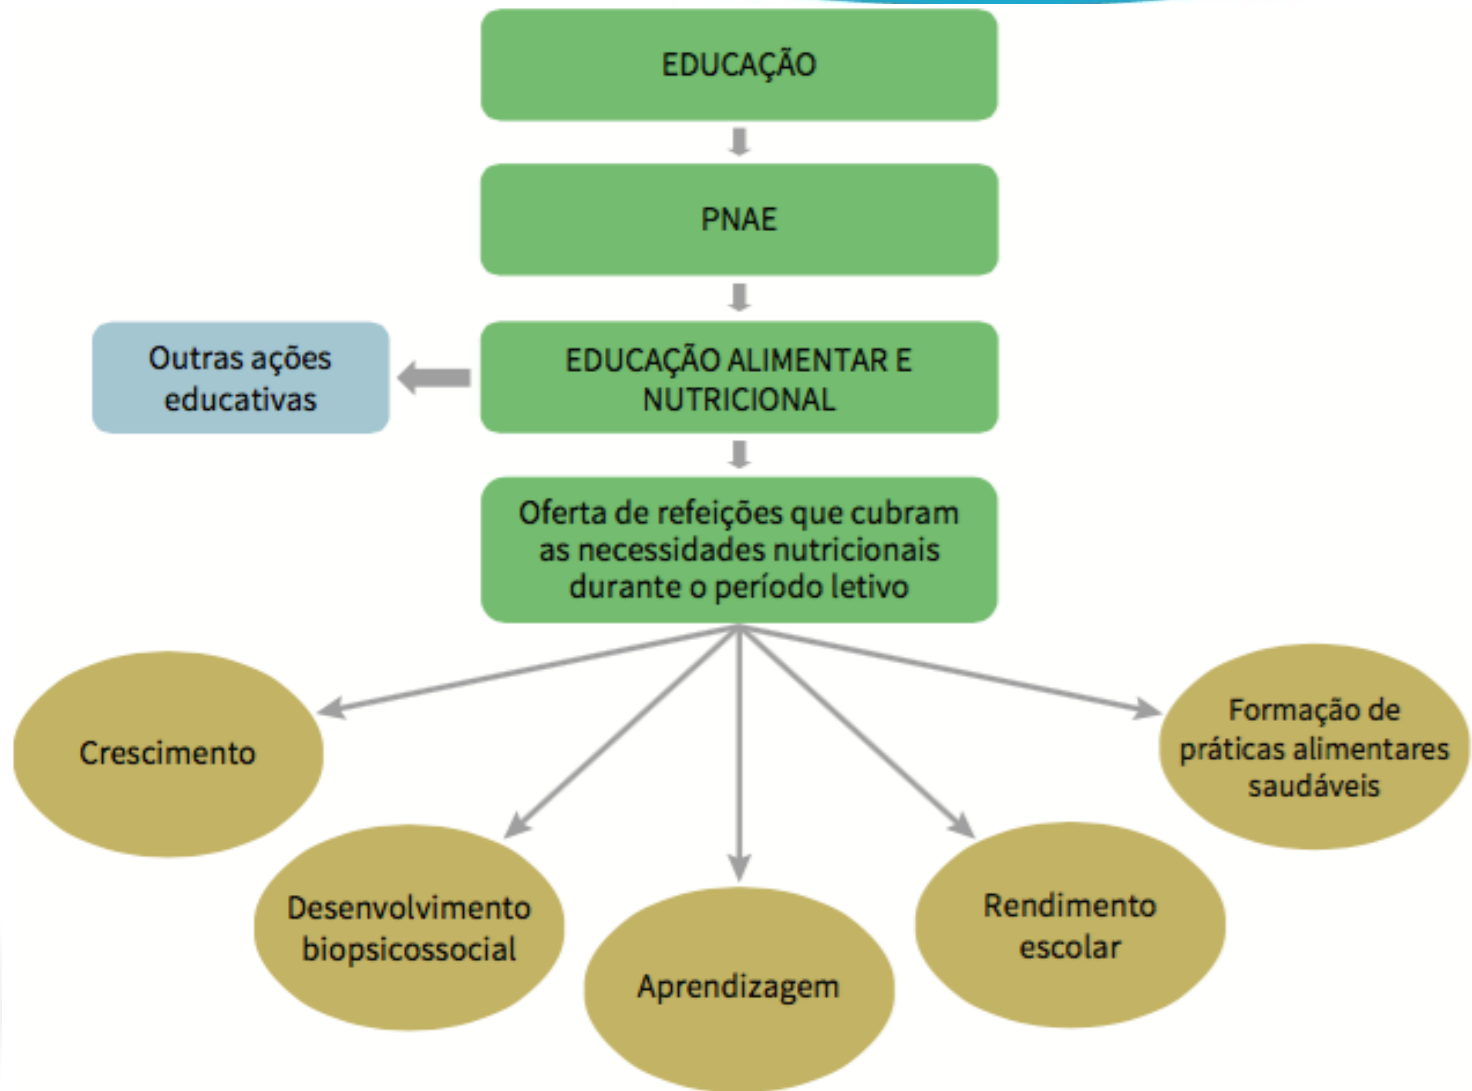 EDUCAÇÃO
PNAE
Outras ações
educativas
EDUCAÇÃO ALIMENTAR E
NUTRICIONAL
Oferta de refeições que cubram
as necessidades nutricionais
durante o período letivo
Crescimento
Desenvolvimento
biopsicossocial
Aprendizagem
Rendimento
escolar
Formação de
práticas alimentares
saudáveis